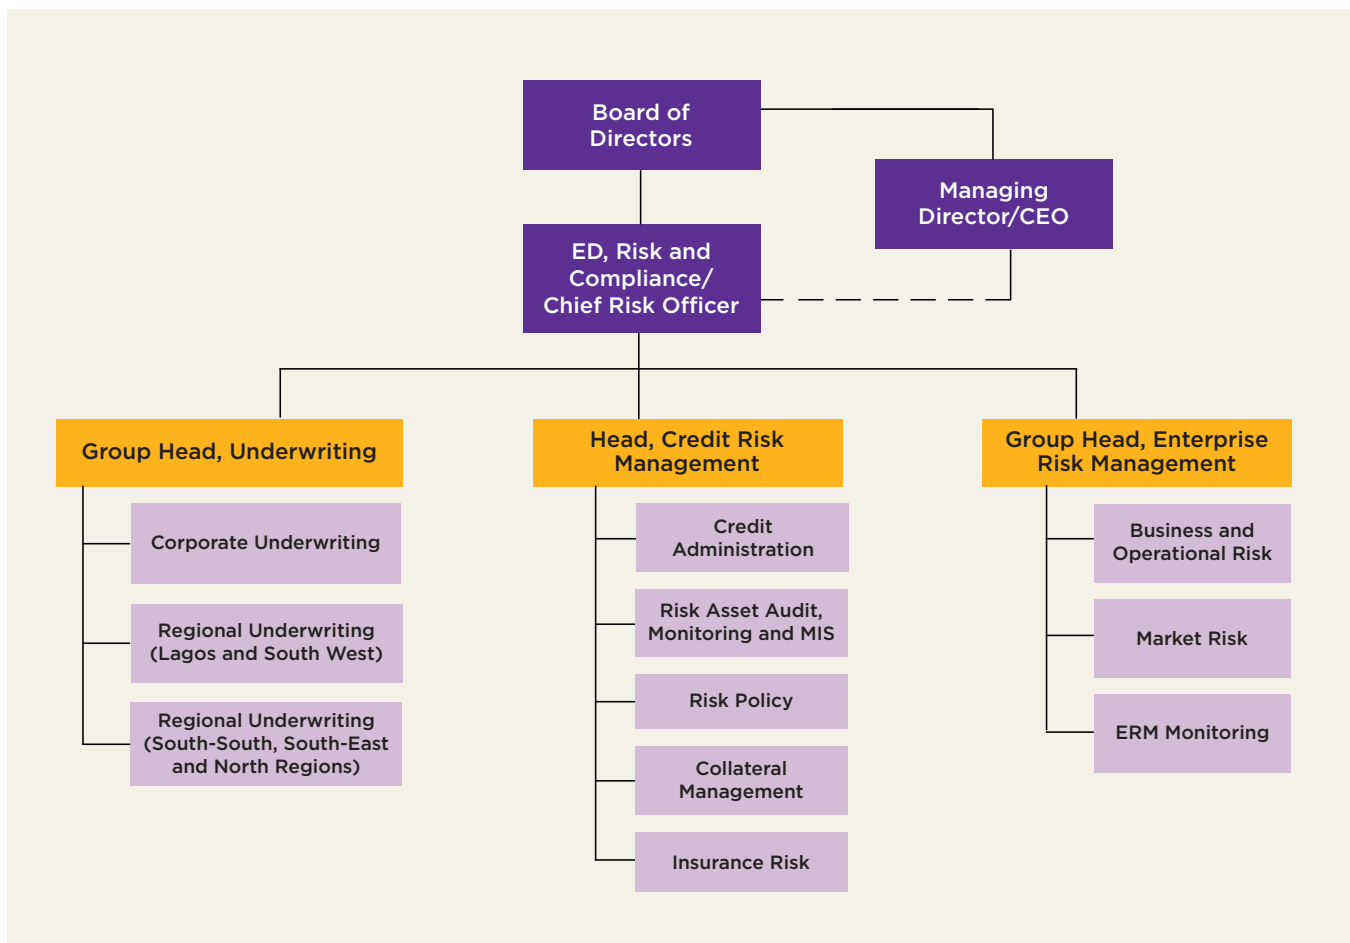 Board of
Directors
Managing
Director/CEO
ED, Risk and
Compliance/
Chief Risk Officer
Group Head, Underwriting
Corporate Underwriting
Regional Underwriting
(Lagos and South West)
Regional Underwriting
(South-South, South-East
and North Regions)
Head, Credit Risk
Management
Credit
Administration
Risk Asset Audit,
Monitoring and MIS
Risk Policy
Collateral
Management
Insurance Risk
Group Head, Enterprise
Risk Management
Business and
Operational Risk
Market Risk
ERM Monitoring